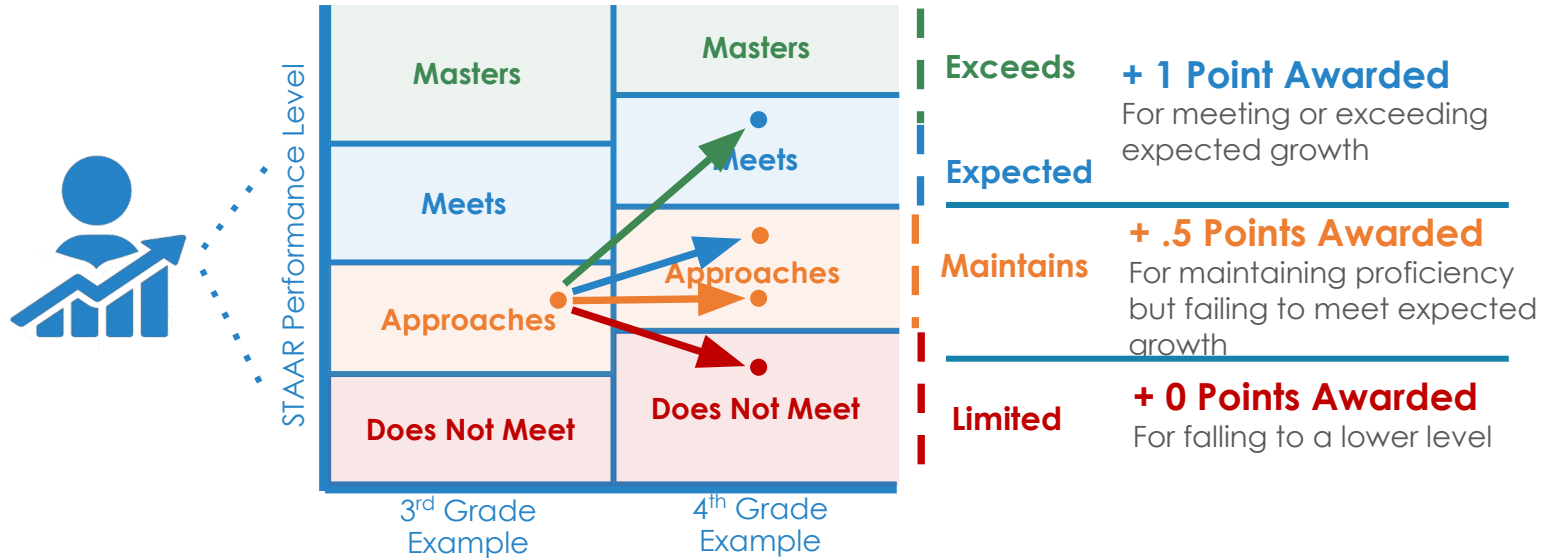 STAAR Performance Level
Masters
Meets
Approaches
Does Not Meet
3rd Grade
Example
Masters
Meets
Approaches
Does Not Meet
4th Grade
Example
Exceeds
Expected
Maintains
Limited
+ 1 Point Awarded
For meeting or exceeding
expected growth
+ .5 Points Awarded
For maintaining proficiency
but failing to meet expected
growth
+ 0 Points Awarded
For falling to a lower level